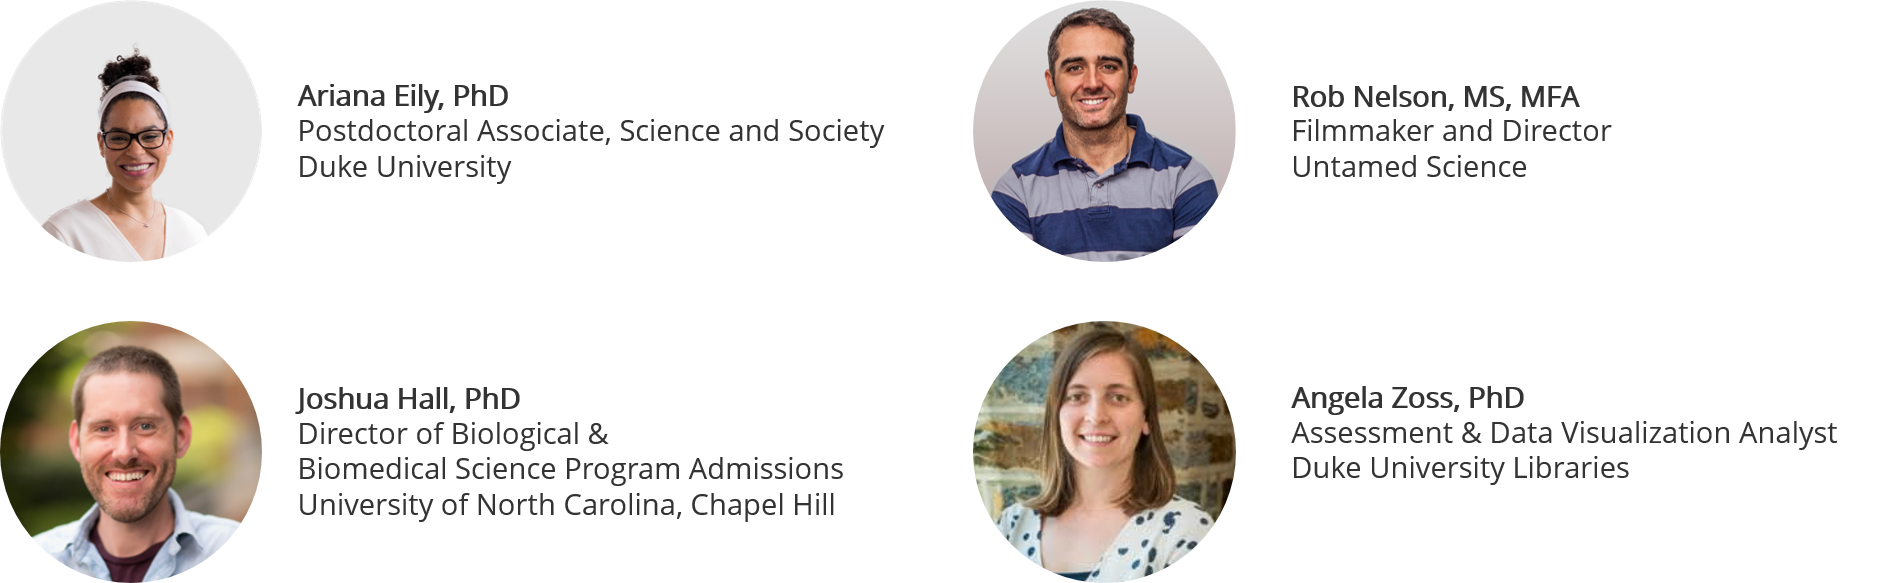 Ariana Eily, PhD
Postdoctoral Associate, Science and Society
Duke University
Rob Nelson, MS, MFA
Filmmaker and Director
Untamed Science
Joshua Hall, PhD
Director of Biological &
Biomedical Science Program Admissions
University of North Carolina, Chapel Hill
Angela Zoss, PhD
Assessment & Data Visualization Analyst
Duke University Libraries